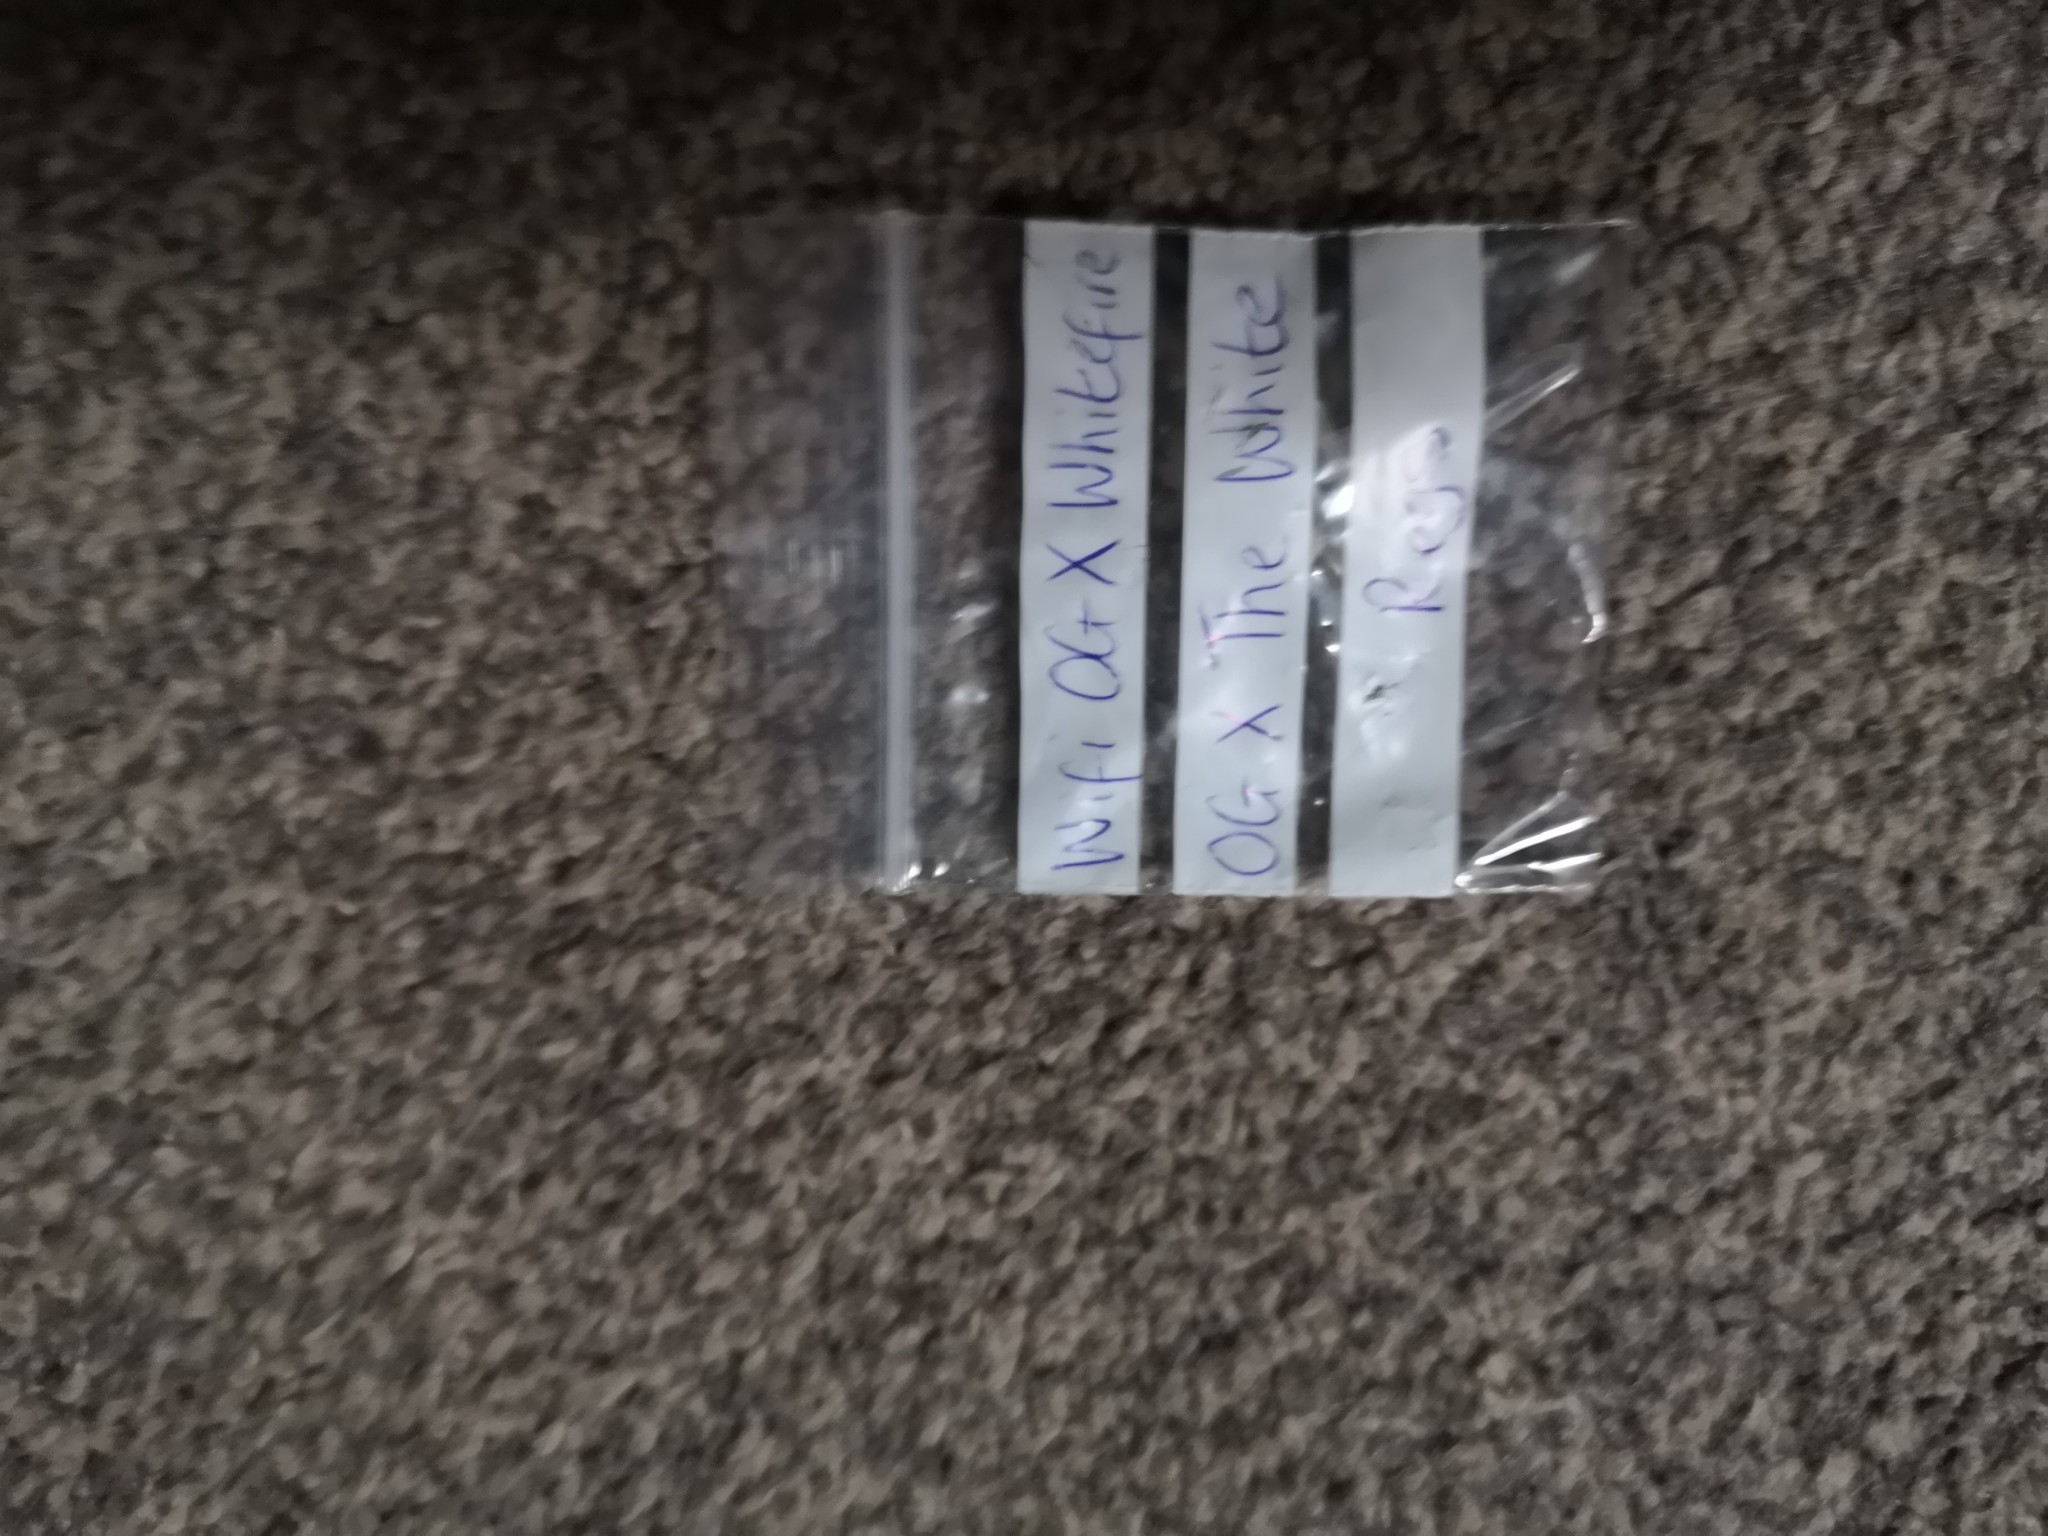 Wifi OG X Whitefire
OG X The White
Regs